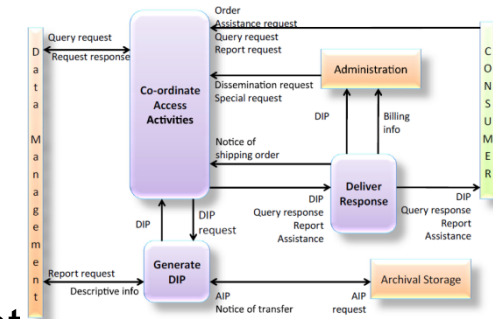 Order
Assistance request
Query request
Report request
Query request
Request response
Data Management
Co-ordinate
Access
Activities
Dissemination request
Special request
Administration
CONSUMER
DIP
Billing
info
Notice of
shipping order
Deliver
Response
DIP
Query response
Report
Assistance
DIP
Query response
Report
Assistance
DIP
DIP
request
Generate
DIP
Report request
Descriptive info
AIP
Notice of transfer
AIP
request
Archival Storage